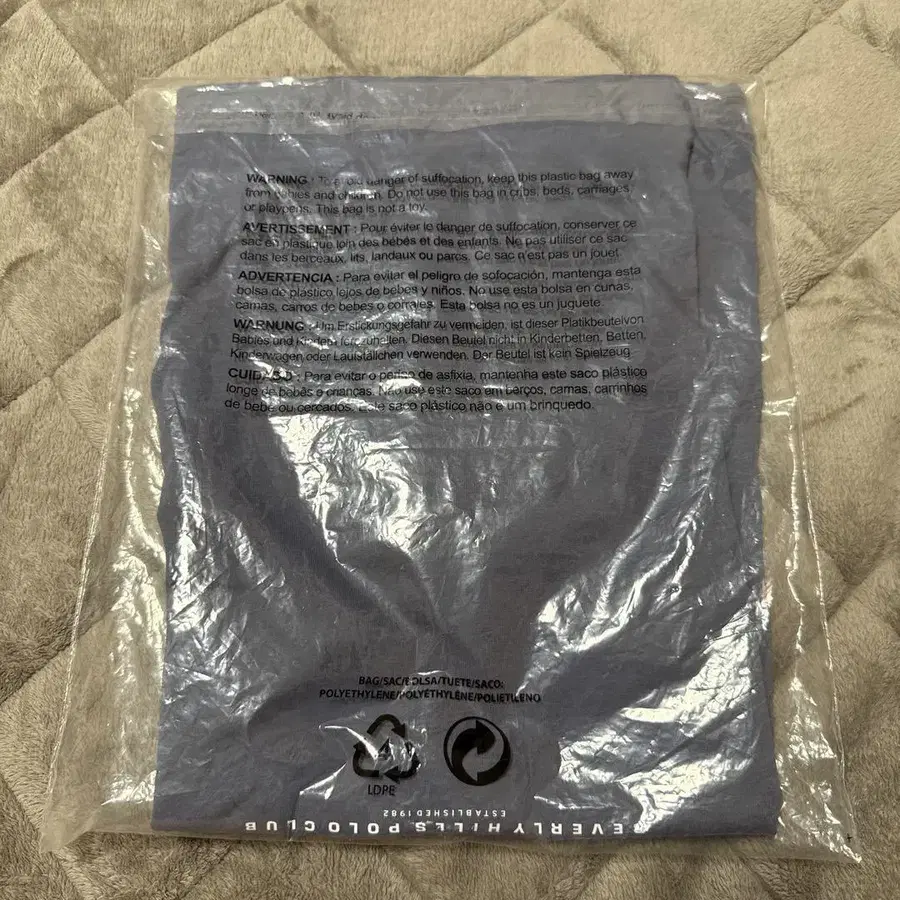 WARNING : To avoid danger of suffocation, keep this plastic bag away
from babies and children. Do not use this bag in cribs, beds, carriages
or playpens. This bag is not a toy.
AVERTISSEMENT : Pour éviter le danger de suffocation, conserver ce
sac en plastique loin des bébés et des enfants. Ne pas utiliser ce sac
dans les berceaux, lits, landaux ou parcs. Ce sac n'est pas un jouet.
ADVERTENCIA : Para evitar el peligro de sofocación, mantenga esta
bolsa de plástico lejos de bebes y niños. No use esta bolsa en cunas,
camas, carros de bebes o corrales. Esta bolsa no es un juguete.
WARNUNG : Um Erstickungsgefahr zu vermeiden, ist dieser Platikbeutelvon
Babies und Kindern fernzuhalten. Diesen Beutel nicht in Kinderbetten, Betten,
Kinderwagen oder Laufställchen verwenden. Der Beutel ist kein Spielzeug.
CUIDADO : Para evitar o perigo de asfixia, mantenha este saco plástico
longe de bebês e crianças. Não use este saco em berços, camas, carrinhos
de bebê ou cercados. Este saco plástico não é um brinquedo.
BAG/SAC/BOLSA/TUETE/SACO:
POLYETHYLENE/POLYÉTHYLÈNE/POLIETILENO
4
LDPE
ESTABLISHED 1982
BEVERLY HILLS POLO CLUB